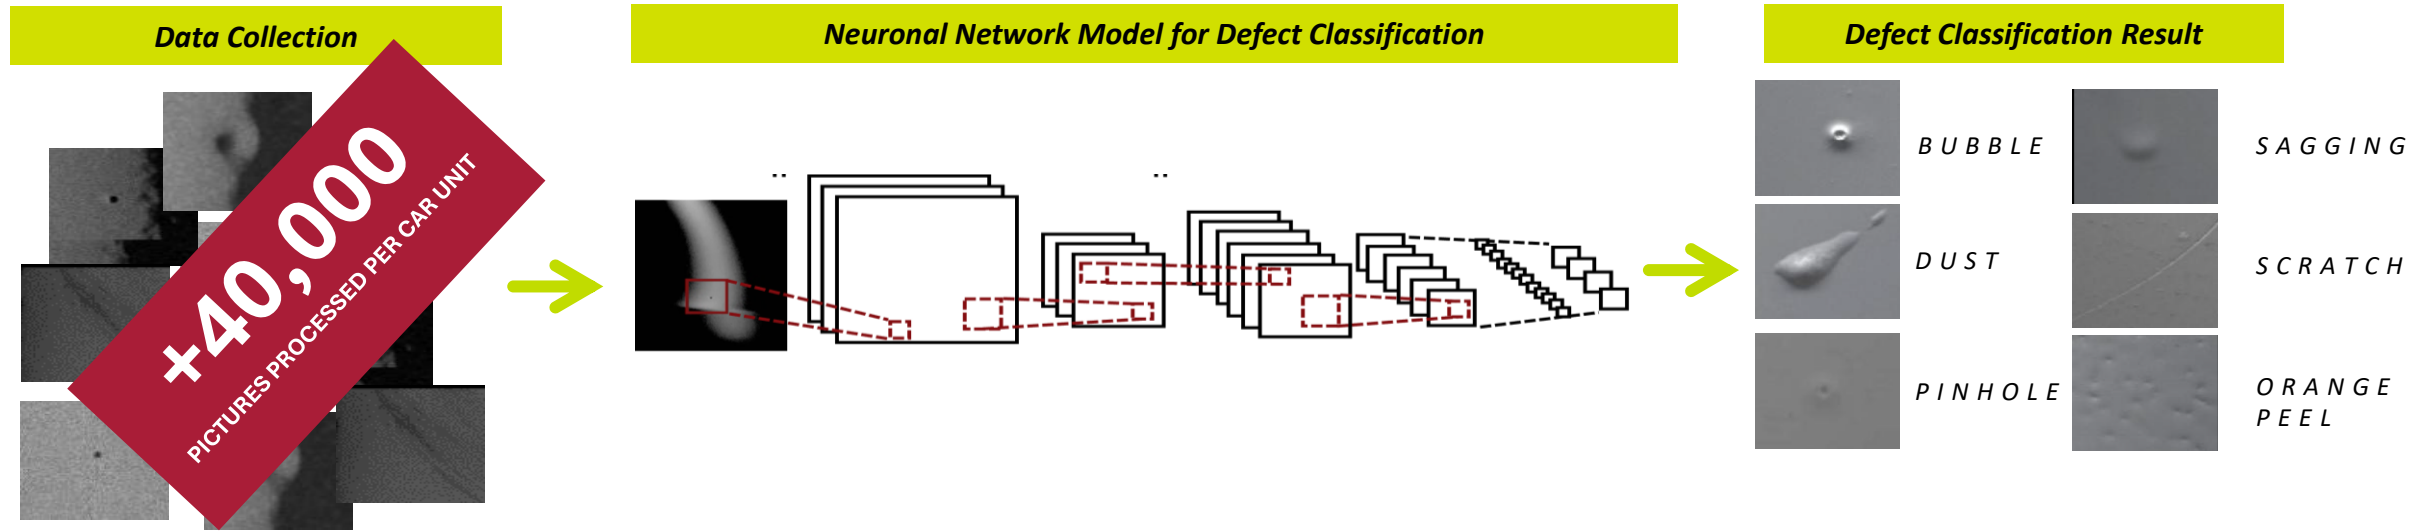 Data Collection
Neuronal Network Model for Defect Classification
Defect Classification Result
+40,000
PICTURES PROCESSED PER CAR UNIT
BUBBLE
SAGGING
DUST
SCRATCH
PINHOLE
ORANGE
PEEL